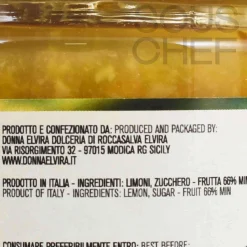 FOCUS
CHEF
PRODOTTO E CONFEZIONATO DA: PRODUCED AND PACKAGED BY:
DONNA ELVIRA DOLCERIA DI ROCCASALVA ELVIRA
VIA RISORGIMENTO 32 - 97015 MODICA RG SICILY
WWW.DONNAELVIRA.IT
PRODOTTO IN ITALIA - INGREDIENTI: LIMONI, ZUCCHERO - FRUTTA 66% MIN
PRODUCT OF ITALY - INGREDIENTS: LEMON, SUGAR - FRUIT 66% MIN
CONSUMARE PREFERIBILMENTE ENTRO: BEST BEFORE: